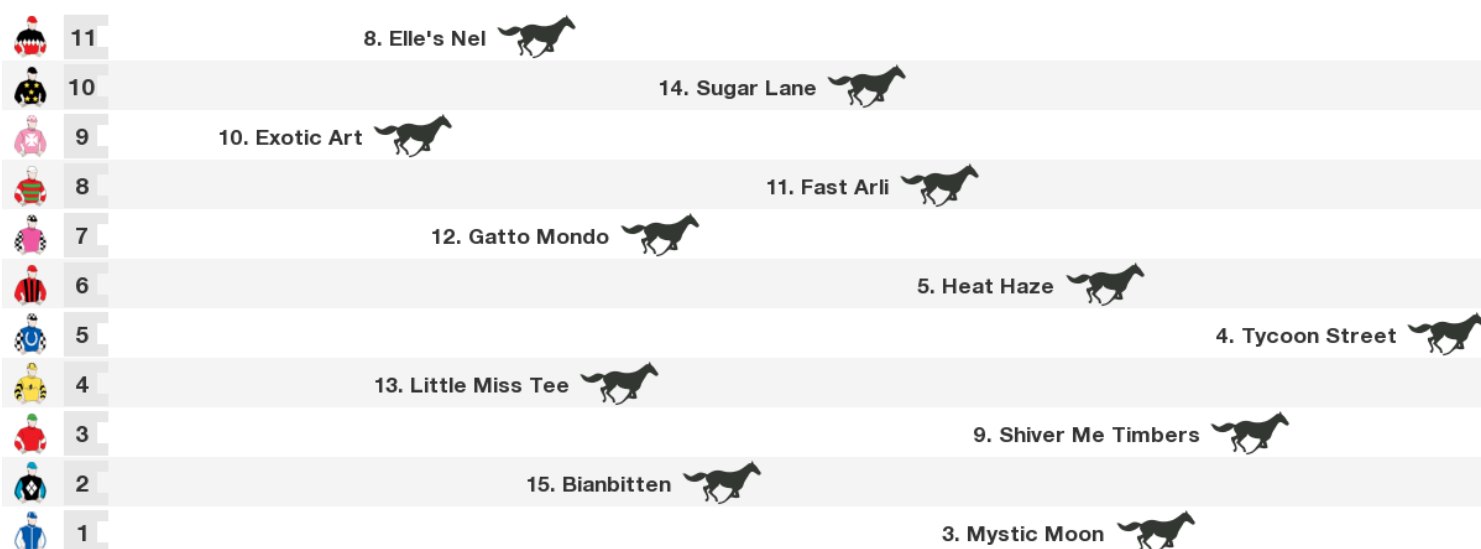 11 8. Elle's Nel
10 14. Sugar Lane
9 10. Exotic Art
8 11. Fast Arli
7 12. Gatto Mondo
6 5. Heat Haze
5 4. Tycoon Street
4 13. Little Miss Tee
3 9. Shiver Me Timbers
2 15. Bianbitten
1 3. Mystic Moon